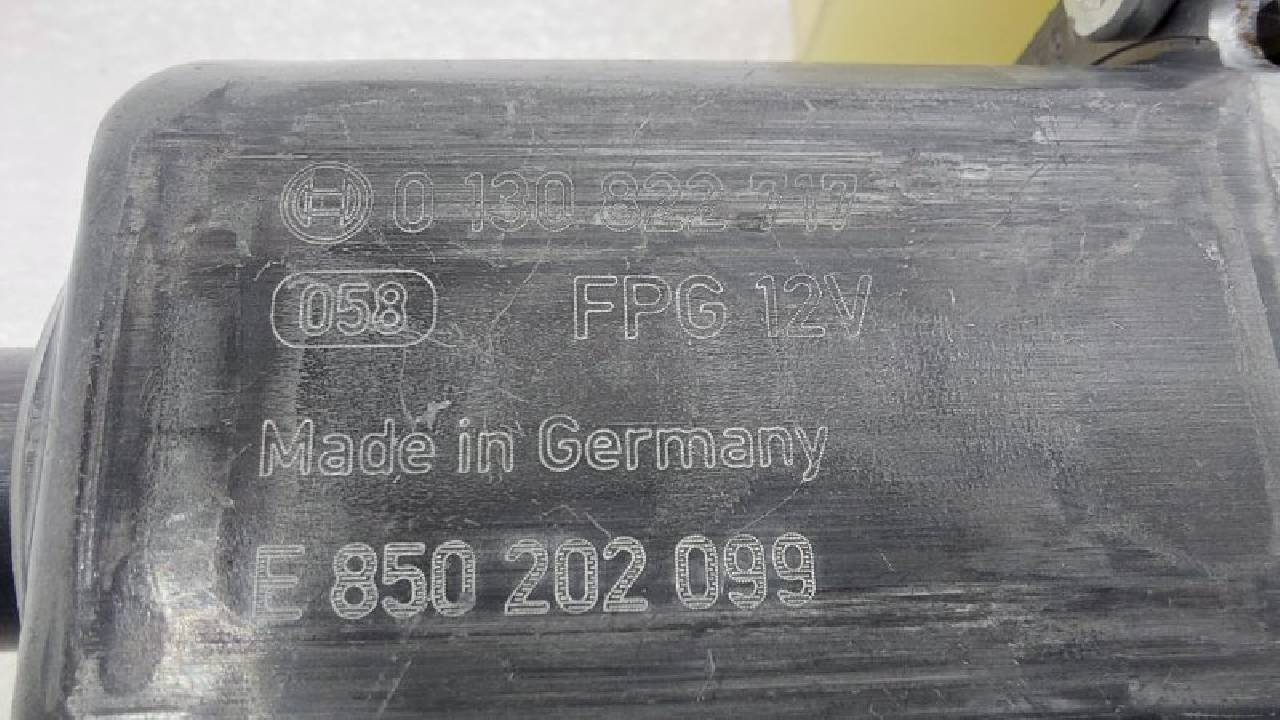 0 130 822 717
058 FPG 12V
Made in Germany
E 850 202 099